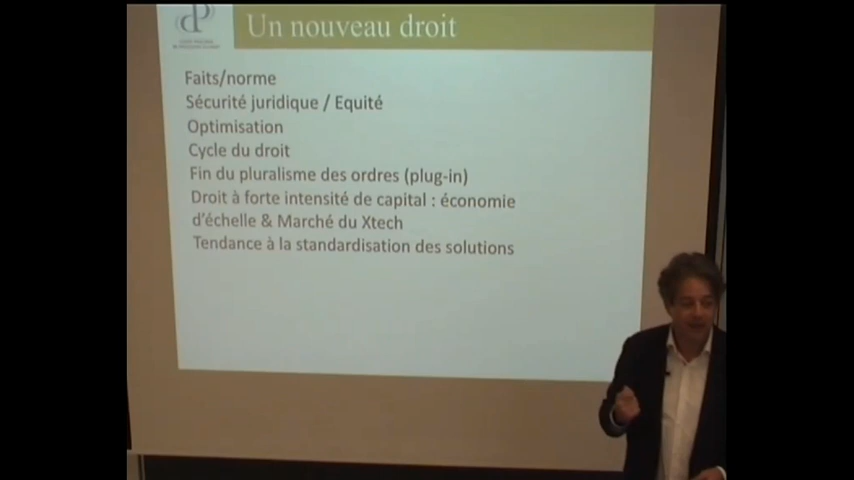 Un nouveau droit
Faits/norme
Sécurité juridique / Equité
Optimisation
Cycle du droit
Fin du pluralisme des ordres (plug-in)
Droit à forte intensité de capital : économie
d'échelle & Marché du Xtech
Tendance à la standardisation des solutions